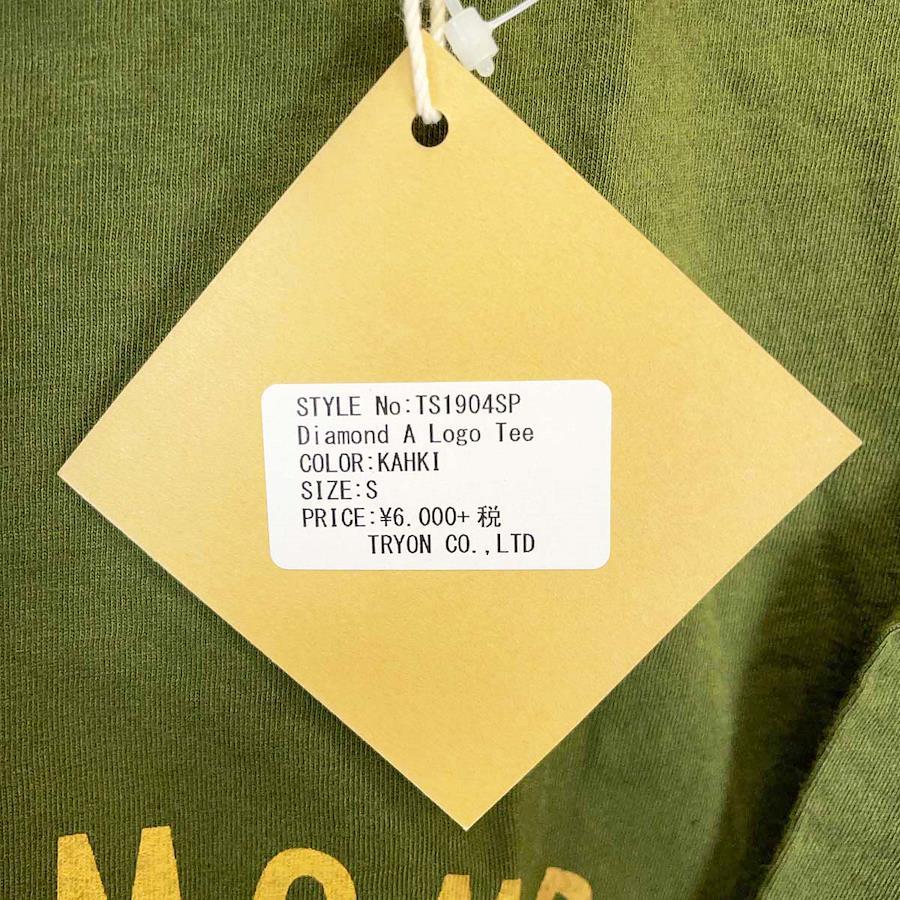 STYLE No:TS1904SP
Diamond A Logo Tee
COLOR:KAHKI
SIZE:S
PRICE:¥6.000+税
TRYON CO.,LTD